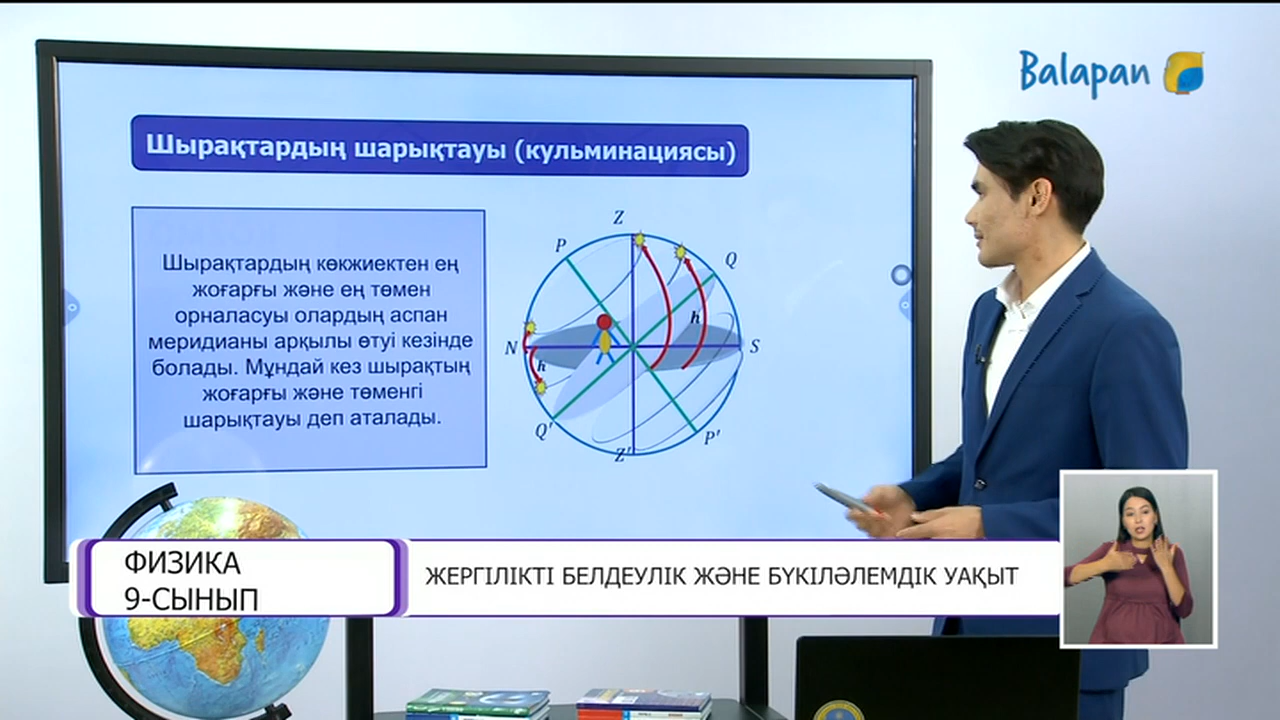 Balapan
Шырақтардың шарықтауы (кульминациясы)
Шырақтардың көкжиектен ең
жоғарғы және ең төмен
орналасуы олардың аспан
меридианы арқылы өтуі кезінде
болады. Мұндай кез шырақтың
жоғарғы және төменгі
шарықтауы деп аталады.
Z
P
Q
h
N
S
h
Q'
Z'
P'
ФИЗИКА
9-СЫНЫП
ЖЕРГІЛІКТІ БЕЛДЕУЛІК ЖӘНЕ БҮКІЛӘЛЕМДІК УАҚЫТ